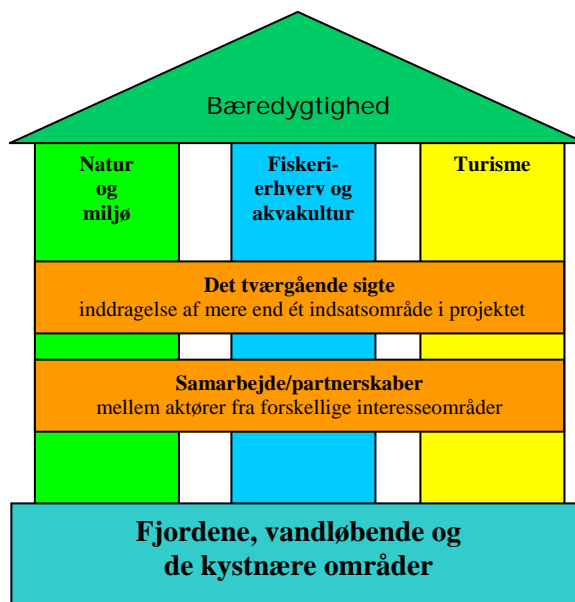 Bæredygtighed
Natur
og
miljø
Fiskeri-
erhverv og
akvakultur
Turisme
Det tværgående sigte
inddragelse af mere end ét indsatsområde i projektet
Samarbejde/partnerskaber
mellem aktører fra forskellige interesseområder
Fjordene, vandløbende og
de kystnære områder